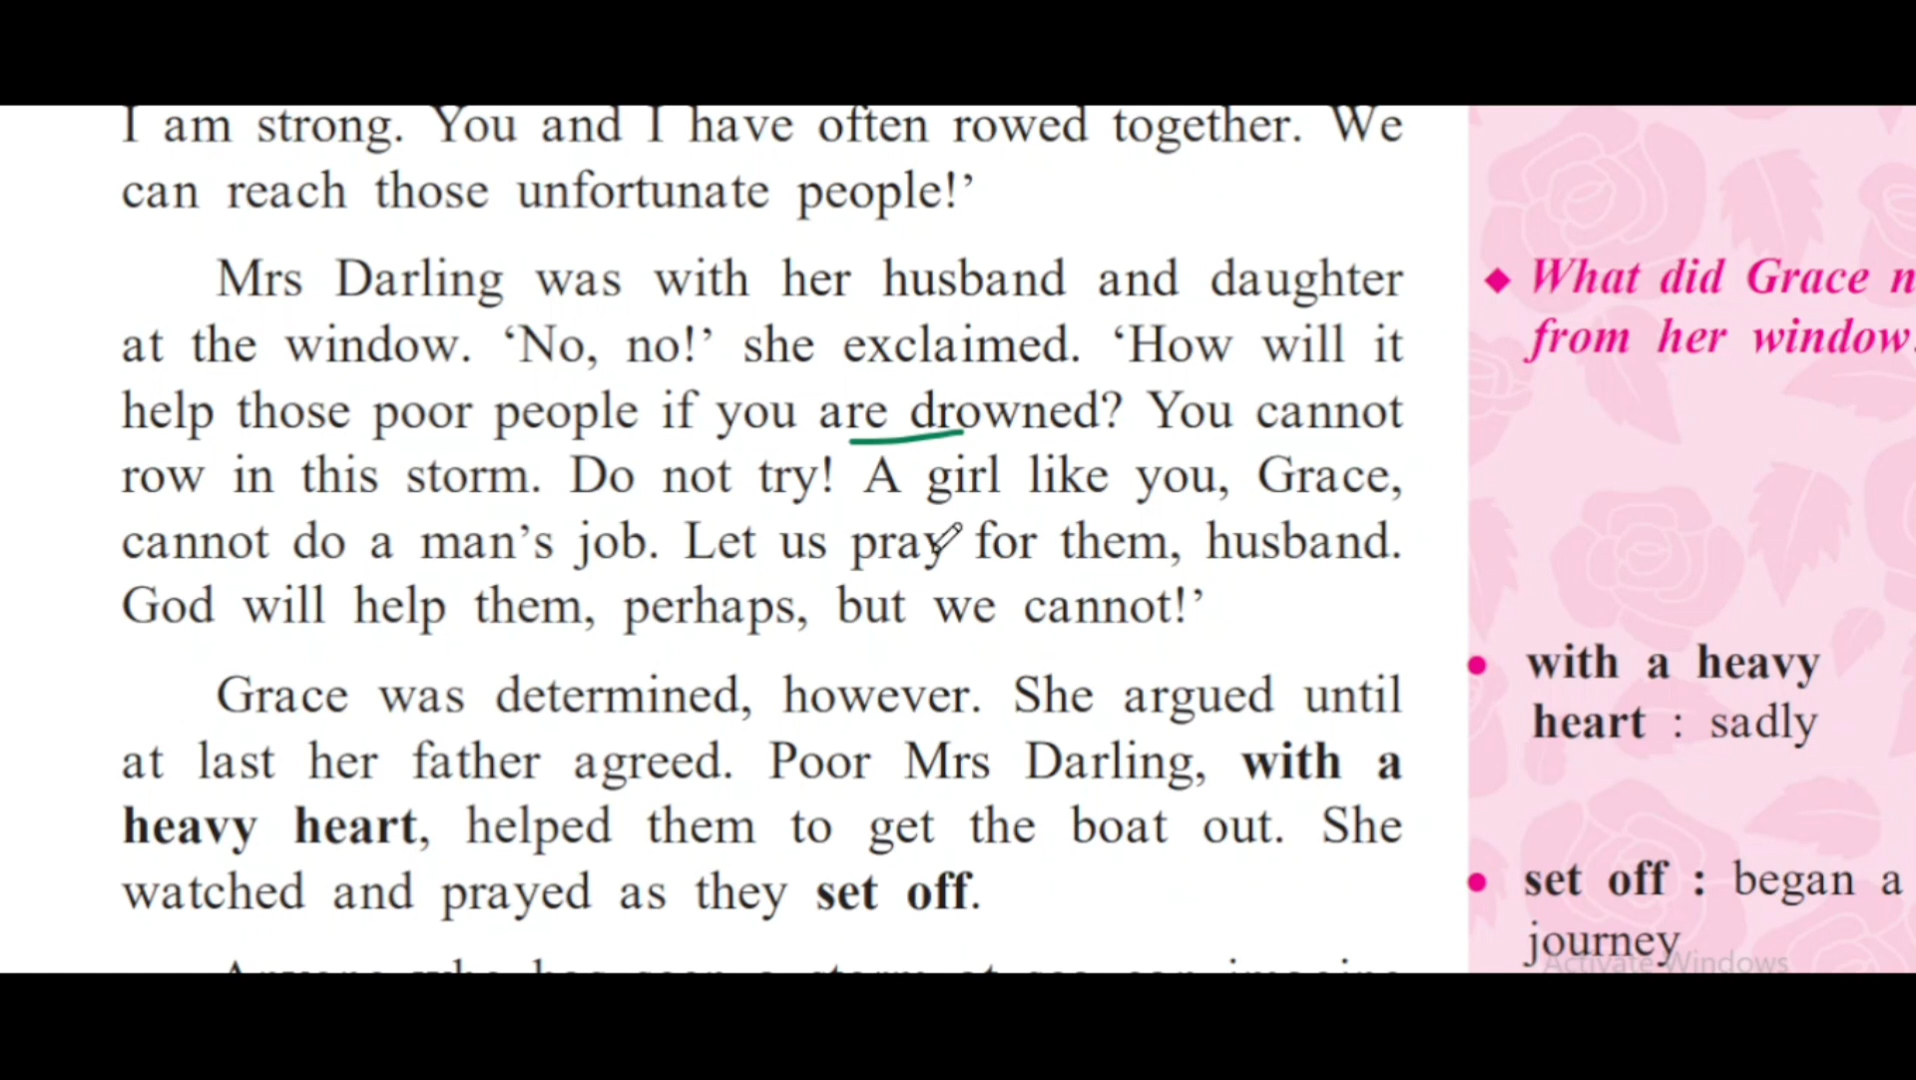 I am strong. You and I have often rowed together. We
can reach those unfortunate people!’
Mrs Darling was with her husband and daughter
at the window. ‘No, no!’ she exclaimed. ‘How will it
help those poor people if you are drowned? You cannot
row in this storm. Do not try! A girl like you, Grace,
cannot do a man’s job. Let us pray for them, husband.
God will help them, perhaps, but we cannot!’
Grace was determined, however. She argued until
at last her father agreed. Poor Mrs Darling, with a
heavy heart, helped them to get the boat out. She
watched and prayed as they set off.
◆ What did Grace
from her window
• with a heavy
heart : sadly
• set off : began a
journey
Activate Windows